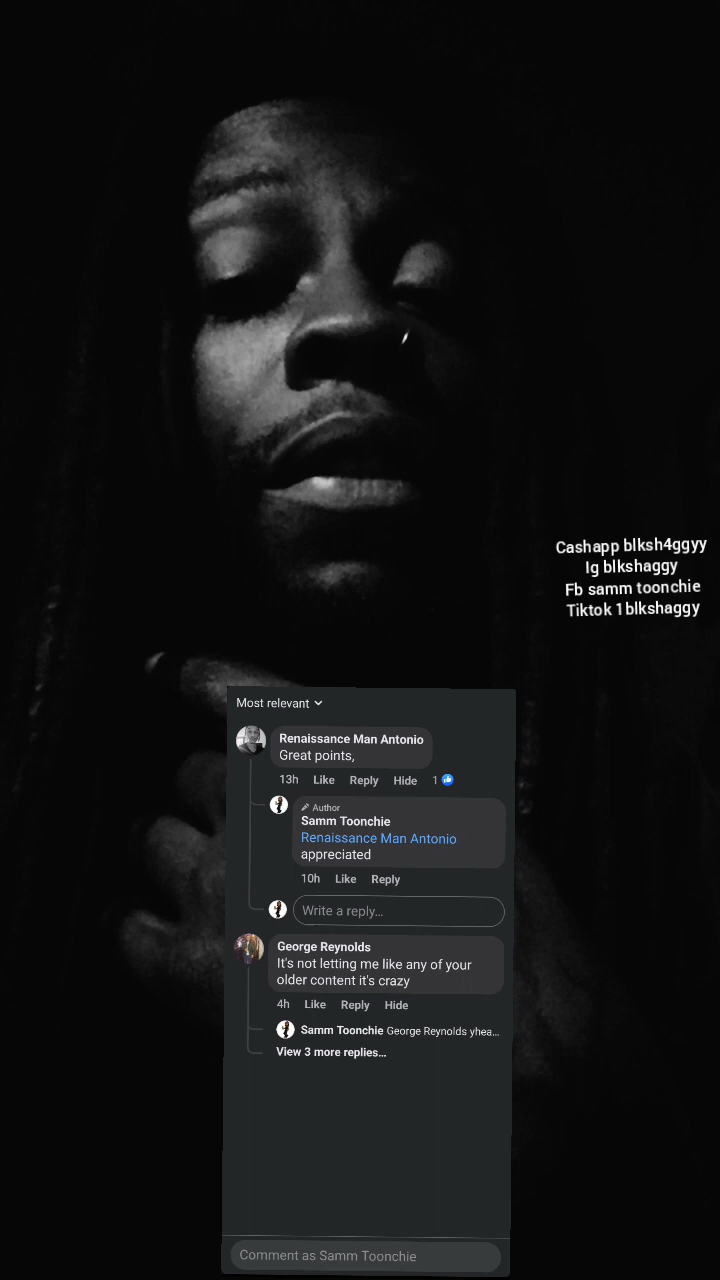 Cashapp blksh4ggyy
Ig blkshaggy
Fb samm toonchie
Tiktok 1blkshaggy
Most relevant
Renaissance Man Antonio
Great points,
13h Like Reply Hide 1
Author
Samm Toonchie
Renaissance Man Antonio
appreciated
10h Like Reply
Write a reply...
George Reynolds
It's not letting me like any of your
older content it's crazy
4h Like Reply Hide
Samm Toonchie George Reynolds yhea...
View 3 more replies...
Comment as Samm Toonchie